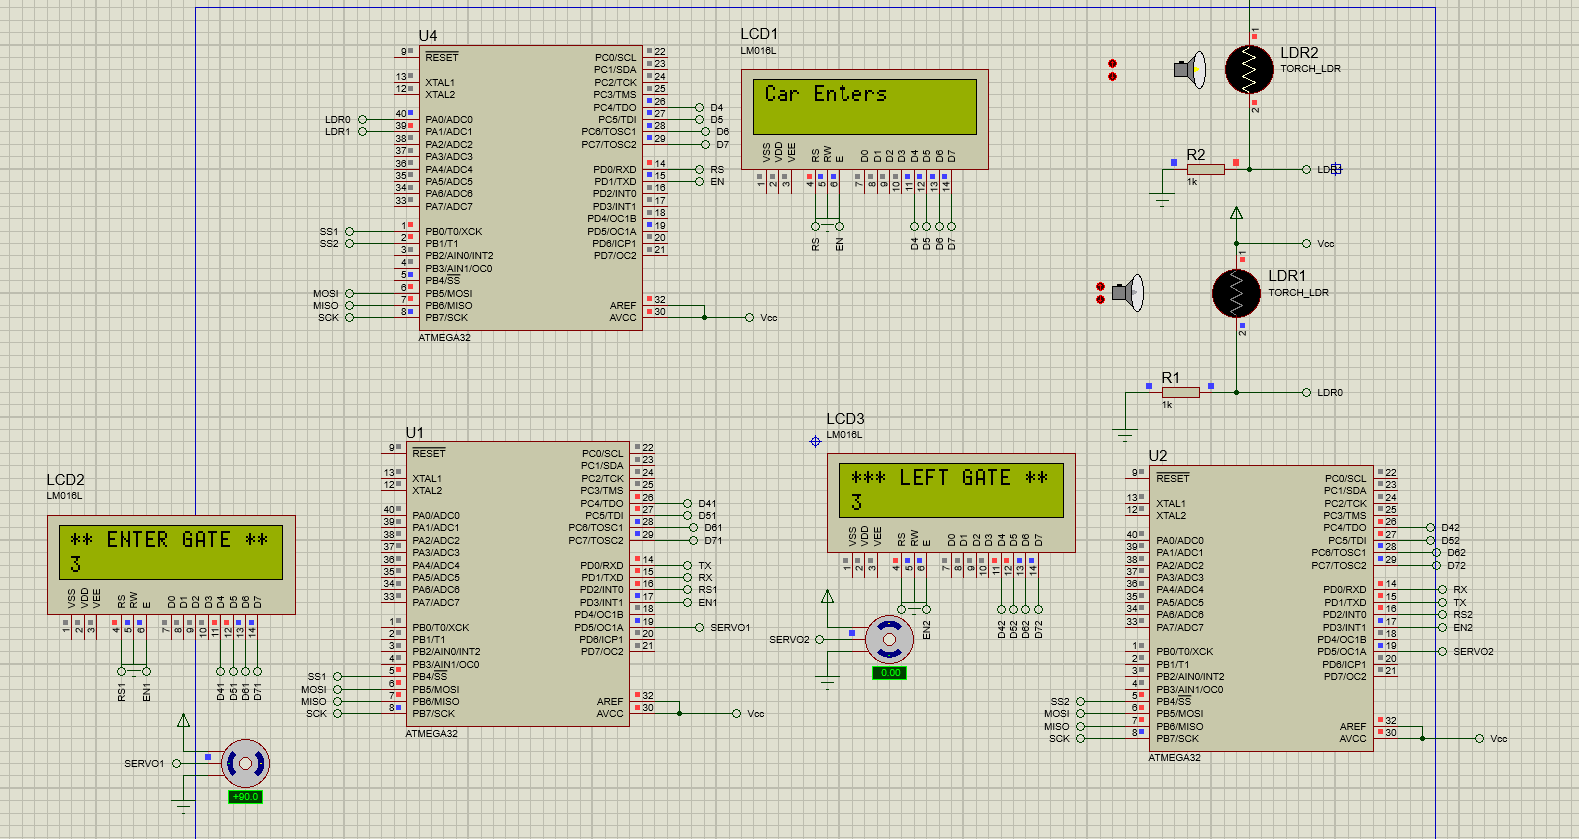 U4
9 RESET
13 XTAL1
12 XTAL2
LDR0 40 PA0/ADC0
LDR1 39 PA1/ADC1
38 PA2/ADC2
37 PA3/ADC3
36 PA4/ADC4
35 PA5/ADC5
34 PA6/ADC6
33 PA7/ADC7
SS1 1 PB0/T0/XCK
SS2 2 PB1/T1
3 PB2/AIN0/INT2
4 PB3/AIN1/OC0
5 PB4/SS
MOSI 6 PB5/MOSI
MISO 7 PB6/MISO
SCK 8 PB7/SCK
PC0/SCL 22
PC1/SDA 23
PC2/TCK 24
PC3/TMS 25
PC4/TDO 26 D4
PC5/TDI 27 D5
PC6/TOSC1 28 D6
PC7/TOSC2 29 D7
PD0/RXD 14 RS
PD1/TXD 15 EN
PD2/INT0 16
PD3/INT1 17
PD4/OC1B 18
PD5/OC1A 19
PD6/ICP1 20
PD7/OC2 21
AREF 32
AVCC 30 Vcc
ATMEGA32
LCD1
LM016L
Car Enters
VSS VDD VEE RS RW E D0 D1 D2 D3 D4 D5 D6 D7
1 2 3 4 5 6 7 8 9 10 11 12 13 14
RS EN D4 D5 D6 D7
1
LDR2
TORCH_LDR
2
R2
1k
Vcc
1
LDR1
TORCH_LDR
2
R1
1k
LDR0
LCD2
LM016L
** ENTER GATE **
3
VSS VDD VEE RS RW E D0 D1 D2 D3 D4 D5 D6 D7
1 2 3 4 5 6 7 8 9 10 11 12 13 14
RS1 EN1 D41 D51 D61 D71
SERVO1
+90.0
U1
9 RESET
13 XTAL1
12 XTAL2
40 PA0/ADC0
39 PA1/ADC1
38 PA2/ADC2
37 PA3/ADC3
36 PA4/ADC4
35 PA5/ADC5
34 PA6/ADC6
33 PA7/ADC7
1 PB0/T0/XCK
2 PB1/T1
3 PB2/AIN0/INT2
4 PB3/AIN1/OC0
SS1 5 PB4/SS
MOSI 6 PB5/MOSI
MISO 7 PB6/MISO
SCK 8 PB7/SCK
PC0/SCL 22
PC1/SDA 23
PC2/TCK 24
PC3/TMS 25
PC4/TDO 26 D41
PC5/TDI 27 D51
PC6/TOSC1 28 D61
PC7/TOSC2 29 D71
PD0/RXD 14 TX
PD1/TXD 15 RX
PD2/INT0 16 RS1
PD3/INT1 17 EN1
PD4/OC1B 18
PD5/OC1A 19 SERVO1
PD6/ICP1 20
PD7/OC2 21
AREF 32
AVCC 30 Vcc
ATMEGA32
LCD3
LM016L
*** LEFT GATE **
3
VSS VDD VEE RS RW E D0 D1 D2 D3 D4 D5 D6 D7
1 2 3 4 5 6 7 8 9 10 11 12 13 14
EN2 D42 D52 D62 D72
SERVO2
0.00
U2
9 RESET
13 XTAL1
12 XTAL2
40 PA0/ADC0
39 PA1/ADC1
38 PA2/ADC2
37 PA3/ADC3
36 PA4/ADC4
35 PA5/ADC5
34 PA6/ADC6
33 PA7/ADC7
1 PB0/T0/XCK
2 PB1/T1
3 PB2/AIN0/INT2
4 PB3/AIN1/OC0
SS2 5 PB4/SS
MOSI 6 PB5/MOSI
MISO 7 PB6/MISO
SCK 8 PB7/SCK
PC0/SCL 22
PC1/SDA 23
PC2/TCK 24
PC3/TMS 25
PC4/TDO 26 D42
PC5/TDI 27 D52
PC6/TOSC1 28 D62
PC7/TOSC2 29 D72
PD0/RXD 14 RX
PD1/TXD 15 TX
PD2/INT0 16 RS2
PD3/INT1 17 EN2
PD4/OC1B 18
PD5/OC1A 19 SERVO2
PD6/ICP1 20
PD7/OC2 21
AREF 32
AVCC 30 Vcc
ATMEGA32